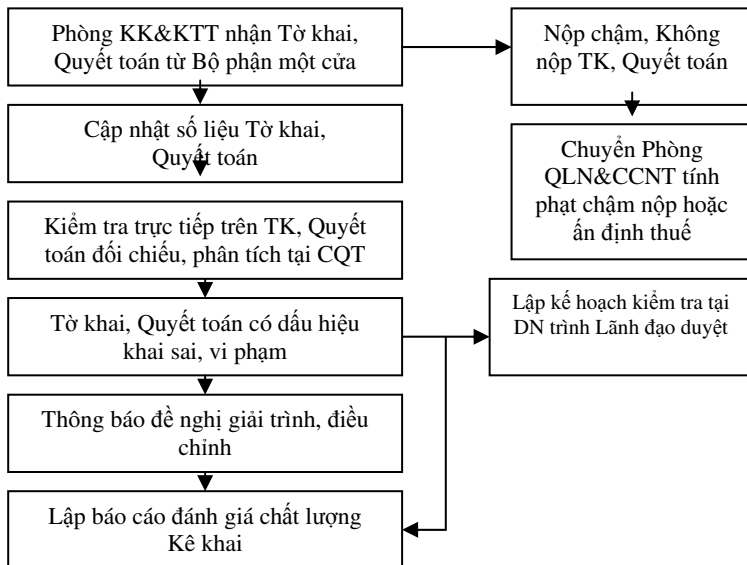 Phòng KK&KTT nhận Tờ khai,
Quyết toán từ Bộ phận một cửa
Nộp chậm, Không
nộp TK, Quyết toán
Cập nhật số liệu Tờ khai,
Quyết toán
Chuyển Phòng
QLN&CCNT tính
phạt chậm nộp hoặc
ấn định thuế
Kiểm tra trực tiếp trên TK, Quyết
toán đối chiếu, phân tích tại CQT
Lập kế hoạch kiểm tra tại
DN trình Lãnh đạo duyệt
Tờ khai, Quyết toán có dấu hiệu
khai sai, vi phạm
Thông báo đề nghị giải trình, điều
chỉnh
Lập báo cáo đánh giá chất lượng
Kê khai